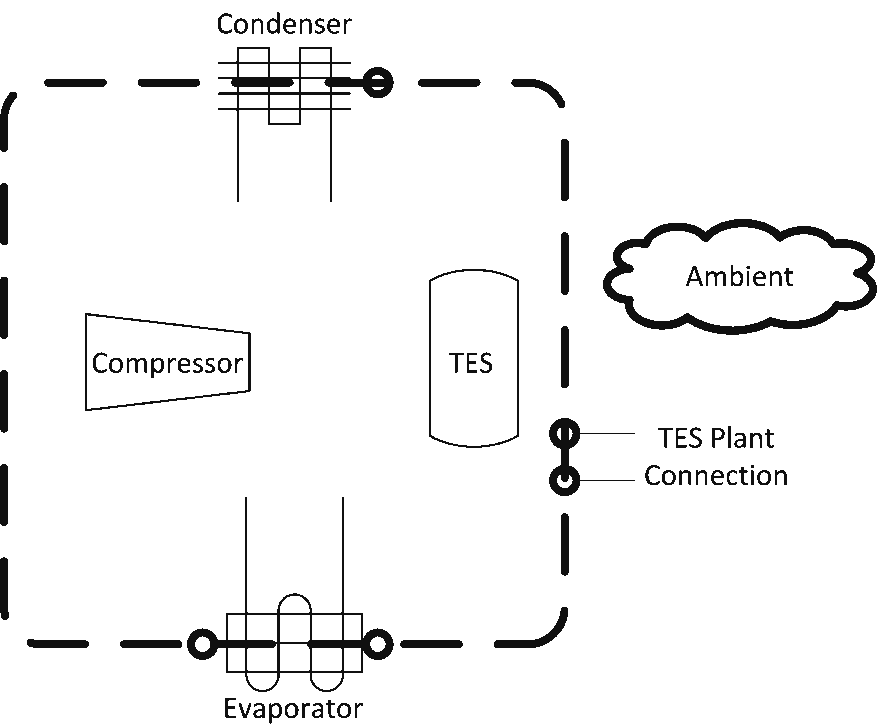 Condenser
Ambient
Compressor
TES
TES Plant
Connection
Evaporator